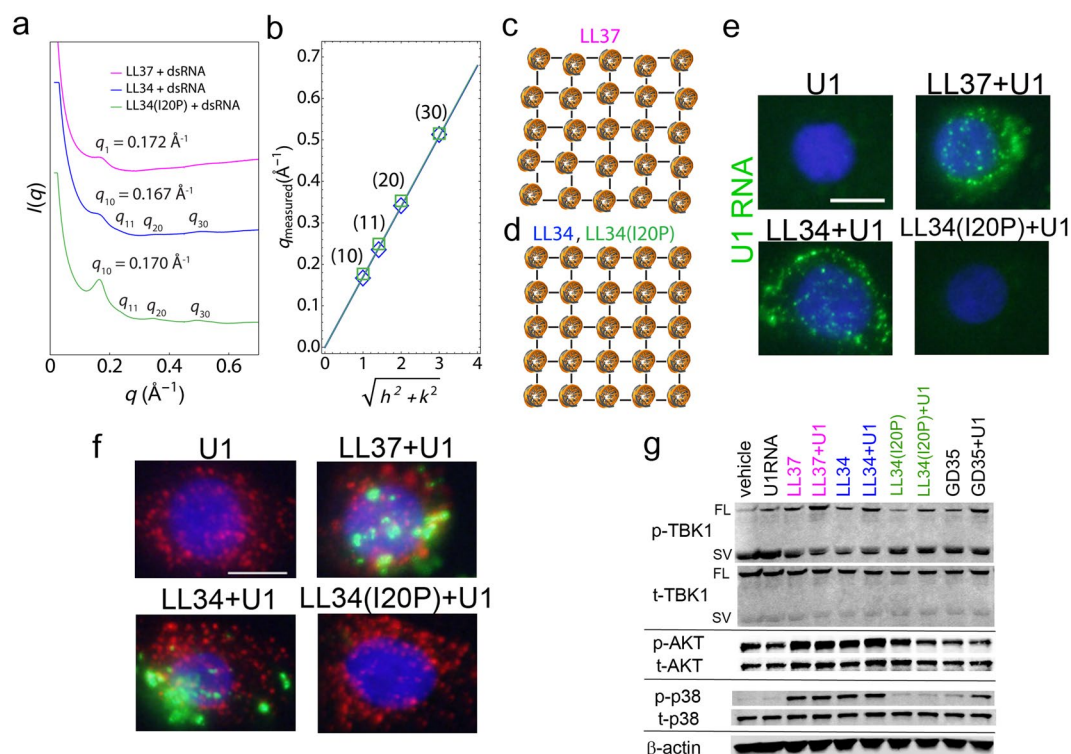 a
I(q)
LL37 + dsRNA
LL34 + dsRNA
LL34(I20P) + dsRNA
q1 = 0.172 Å-1
q10 = 0.167 Å-1
q11 q20 q30
q10 = 0.170 Å-1
q11 q20 q30
0 0.2 0.4 0.6
q (Å-1)
b
qmeasured(Å-1)
0.7
0.6
0.5
0.4
0.3
0.2
0.1
0.0
(30)
(20)
(11)
(10)
0 1 2 3 4
√h2 + k2
c
LL37
d
LL34, LL34(I20P)
e
U1 RNA
U1 LL37+U1
LL34+U1 LL34(I20P)+U1
f
U1 LL37+U1
LL34+U1 LL34(I20P)+U1
g
vehicle
U1RNA
LL37
LL37+U1
LL34
LL34+U1
LL34(I20P)
LL34(I20P)+U1
GD35
GD35+U1
FL
p-TBK1
SV
FL
t-TBK1
SV
p-AKT
t-AKT
p-p38
t-p38
β-actin